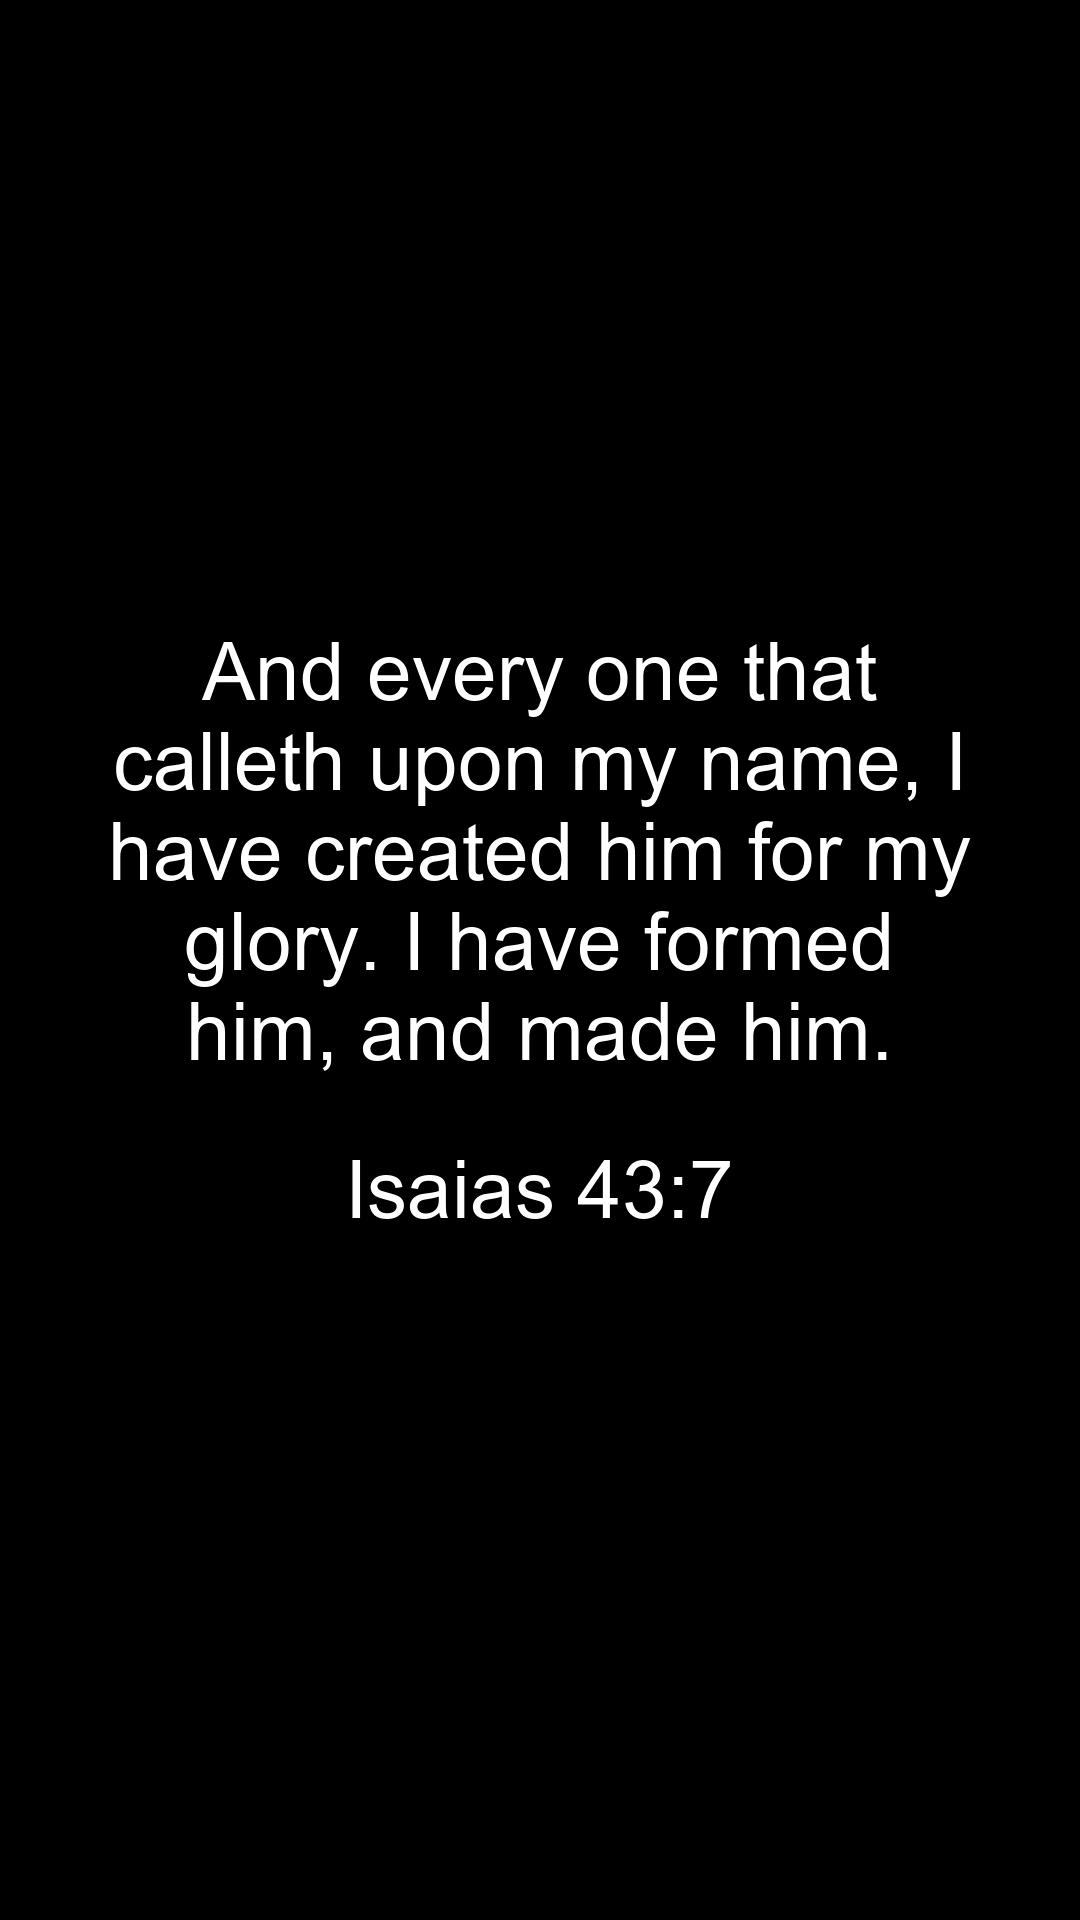 And every one that
calleth upon my name, I
have created him for my
glory. I have formed
him, and made him.
Isaias 43:7